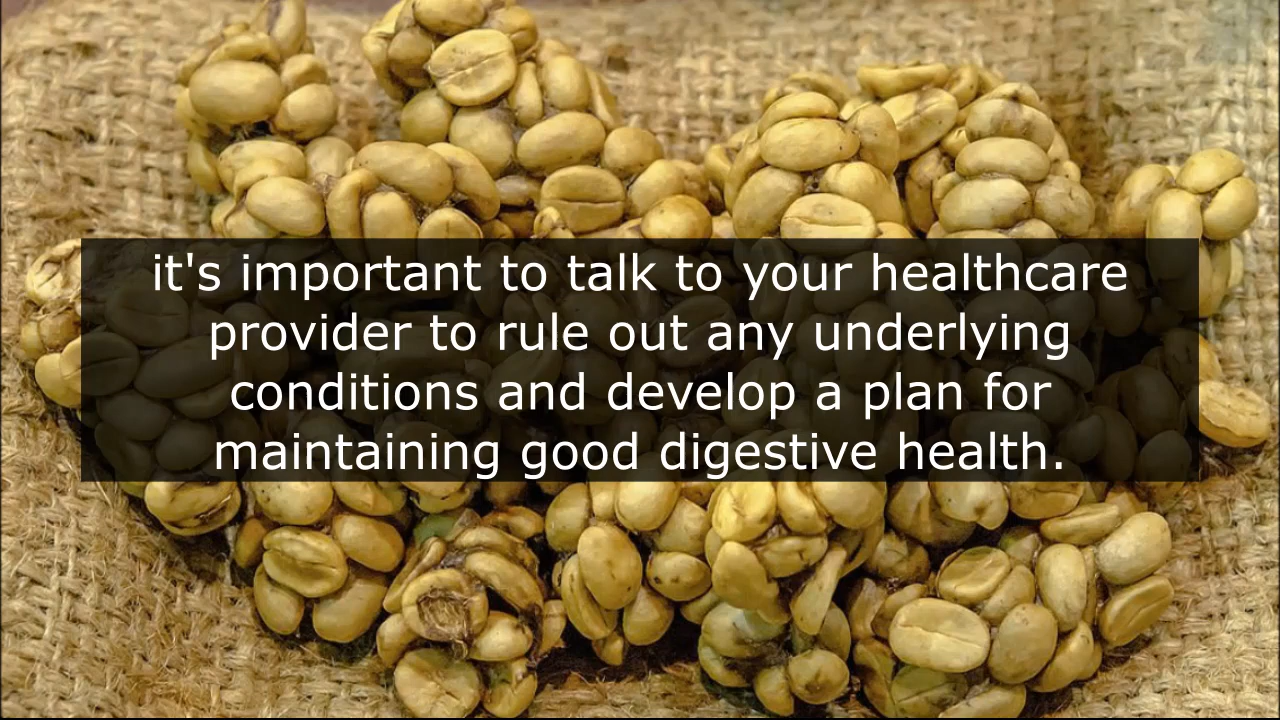 it's important to talk to your healthcare
provider to rule out any underlying
conditions and develop a plan for
maintaining good digestive health.